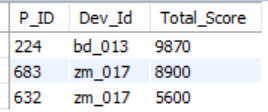 P_ID Dev_Id Total_Score
224 bd_013 9870
683 zm_017 8900
632 zm_017 5600